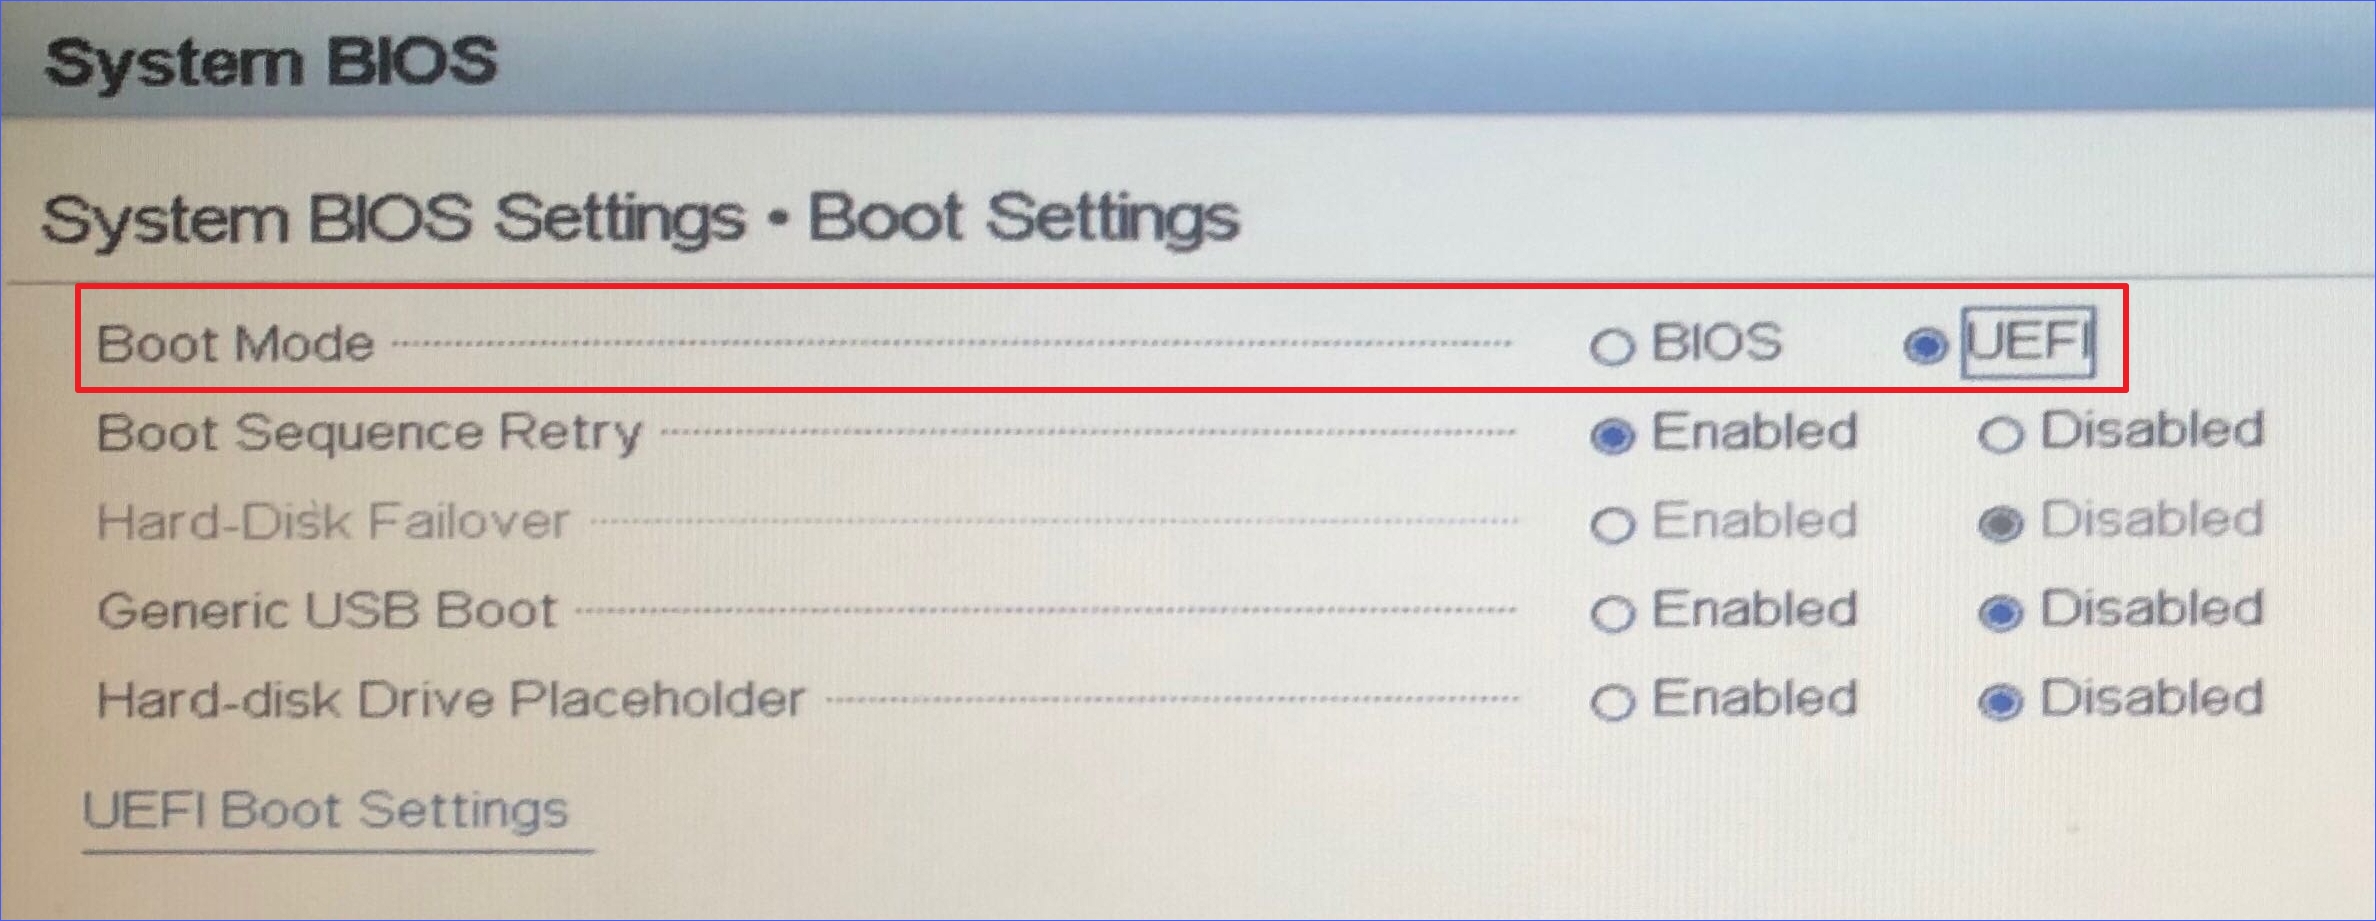 System BIOS
System BIOS Settings • Boot Settings
Boot Mode BIOS UEFI
Boot Sequence Retry Enabled Disabled
Hard-Disk Failover Enabled Disabled
Generic USB Boot Enabled Disabled
Hard-disk Drive Placeholder Enabled Disabled
UEFI Boot Settings